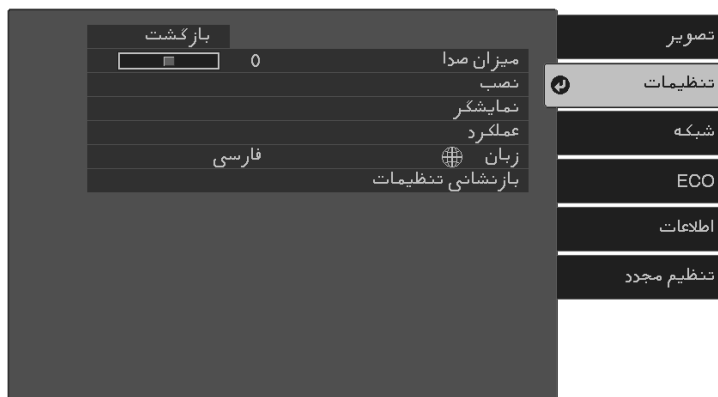 تصویر
تنظیمات
شبکه
ECO
اطلاعات
تنظیم مجدد
بازگشت
میزان صدا 0
نصب
نمایشگر
عملکرد
زبان فارسی
بازنشانی تنظیمات